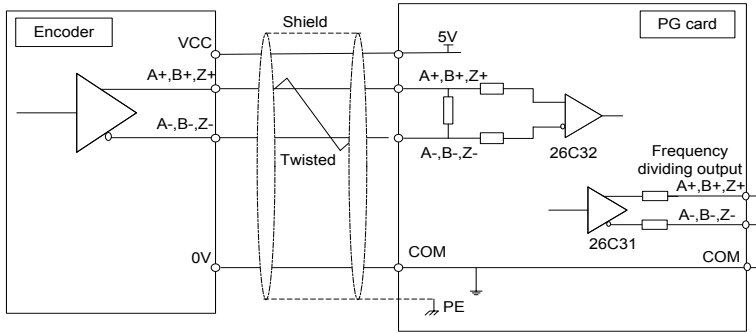 Encoder
Shield
PG card
VCC
5V
A+,B+,Z+
A+,B+,Z+
A-,B-,Z-
Twisted
A-,B-,Z-
26C32
Frequency
dividing output
A+,B+,Z+
A-,B-,Z-
26C31
0V
COM
COM
PE